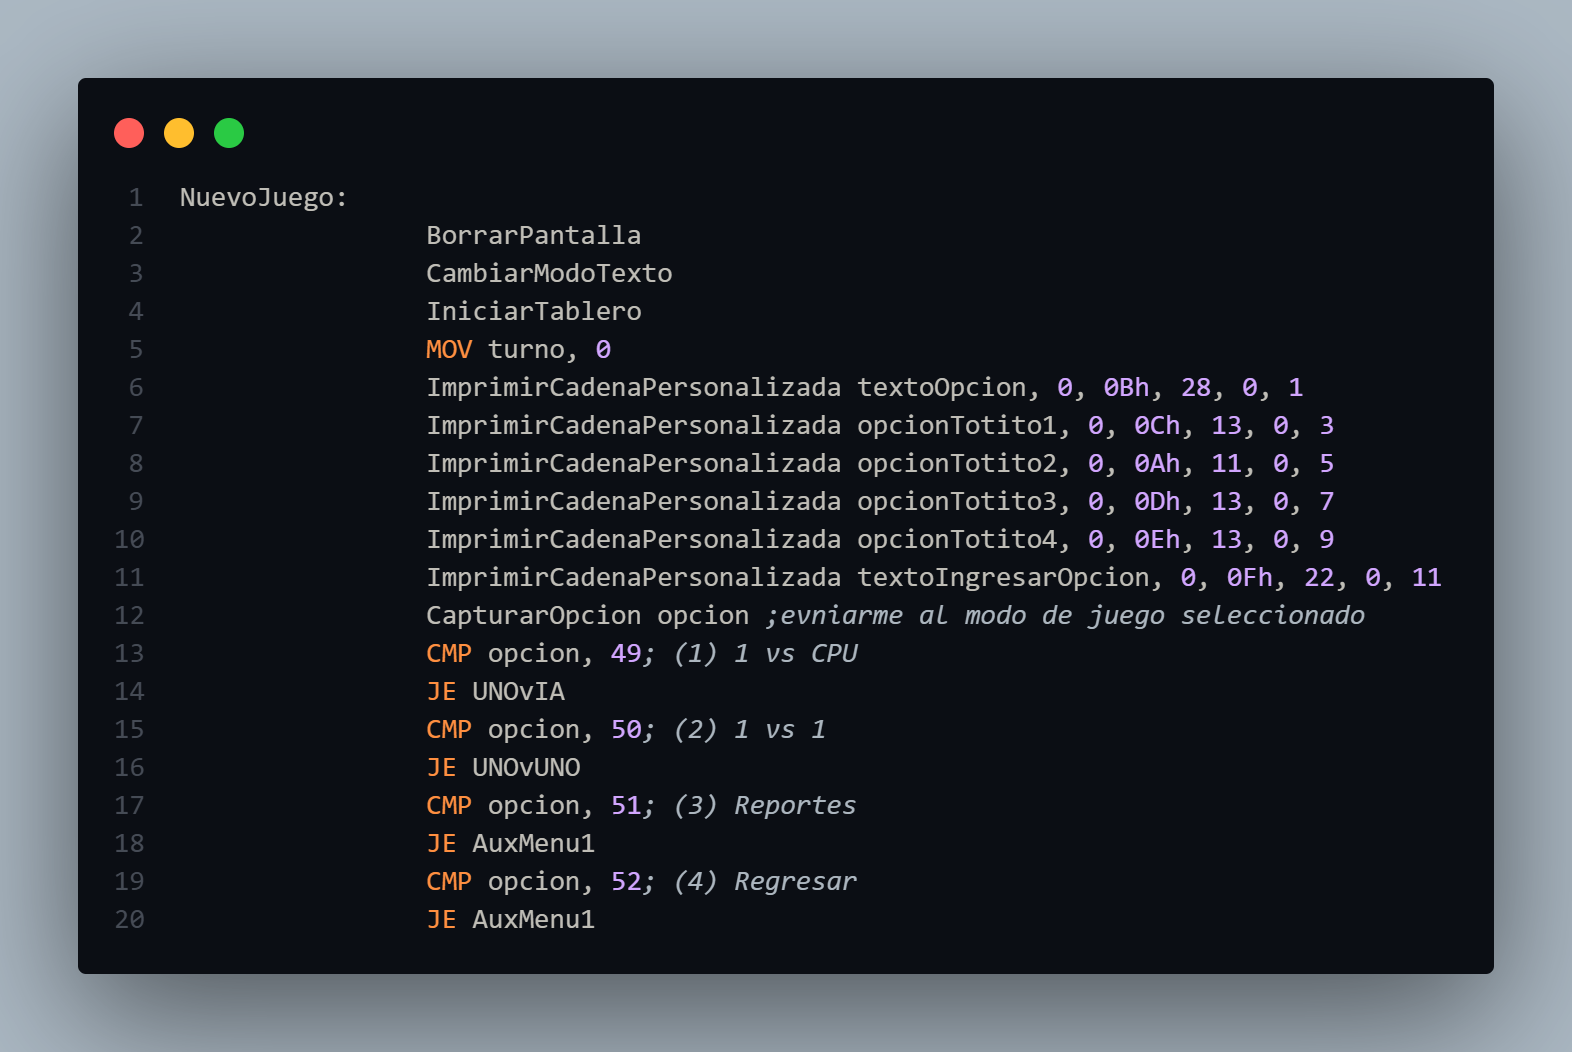 1 NuevoJuego:
2 BorrarPantalla
3 CambiarModoTexto
4 IniciarTablero
5 MOV turno, 0
6 ImprimirCadenaPersonalizada textoOpcion, 0, 0Bh, 28, 0, 1
7 ImprimirCadenaPersonalizada opcionTotito1, 0, 0Ch, 13, 0, 3
8 ImprimirCadenaPersonalizada opcionTotito2, 0, 0Ah, 11, 0, 5
9 ImprimirCadenaPersonalizada opcionTotito3, 0, 0Dh, 13, 0, 7
10 ImprimirCadenaPersonalizada opcionTotito4, 0, 0Eh, 13, 0, 9
11 ImprimirCadenaPersonalizada textoIngresarOpcion, 0, 0Fh, 22, 0, 11
12 CapturarOpcion opcion ;evniarme al modo de juego seleccionado
13 CMP opcion, 49; (1) 1 vs CPU
14 JE UNOvIA
15 CMP opcion, 50; (2) 1 vs 1
16 JE UNOvUNO
17 CMP opcion, 51; (3) Reportes
18 JE AuxMenu1
19 CMP opcion, 52; (4) Regresar
20 JE AuxMenu1